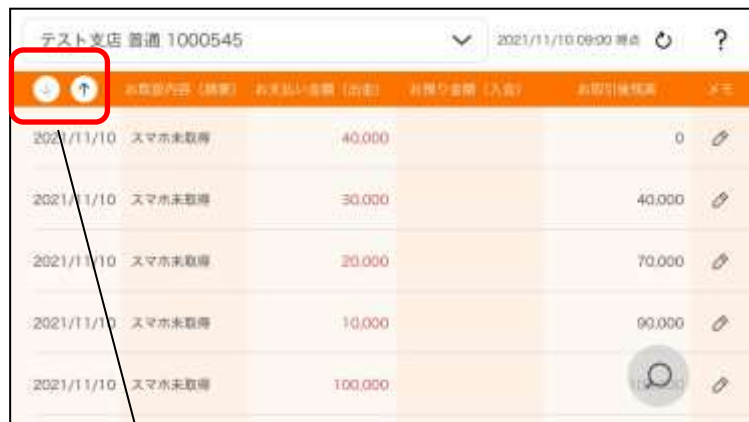 テスト支店 普通 1000545 2021/11/10 09:00 時点 ?
お取扱内容（摘要） お支払い金額（出金） お預り金額（入金） お取引後残高 メモ
2021/11/10 スマホ未取得 40,000 0
2021/11/10 スマホ未取得 30,000 40,000
2021/11/10 スマホ未取得 20,000 70,000
2021/11/10 スマホ未取得 10,000 90,000
2021/11/10 スマホ未取得 100,000